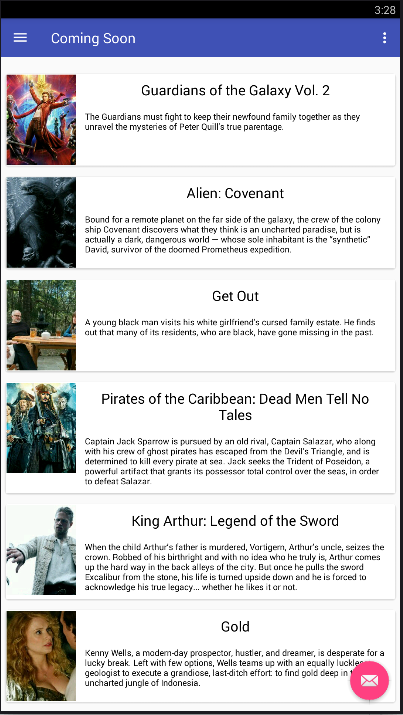 3:28
Coming Soon
Guardians of the Galaxy Vol. 2
The Guardians must fight to keep their newfound family together as they
unravel the mysteries of Peter Quill's true parentage.
Alien: Covenant
Bound for a remote planet on the far side of the galaxy, the crew of the colony
ship Covenant discovers what they think is an uncharted paradise, but is
actually a dark, dangerous world — whose sole inhabitant is the “synthetic”
David, survivor of the doomed Prometheus expedition.
Get Out
A young black man visits his white girlfriend's cursed family estate. He finds
out that many of its residents, who are black, have gone missing in the past.
Pirates of the Caribbean: Dead Men Tell No
Tales
Captain Jack Sparrow is pursued by an old rival, Captain Salazar, who along
with his crew of ghost pirates has escaped from the Devil's Triangle, and is
determined to kill every pirate at sea. Jack seeks the Trident of Poseidon, a
powerful artifact that grants its possessor total control over the seas, in order
to defeat Salazar.
King Arthur: Legend of the Sword
When the child Arthur's father is murdered, Vortigern, Arthur's uncle, seizes the
crown. Robbed of his birthright and with no idea who he truly is, Arthur comes
up the hard way in the back alleys of the city. But once he pulls the sword
Excalibur from the stone, his life is turned upside down and he is forced to
acknowledge his true legacy... whether he likes it or not.
Gold
Kenny Wells, a modern-day prospector, hustler, and dreamer, is desperate for a
lucky break. Left with few options, Wells teams up with an equally luckless
geologist to execute a grandiose, last-ditch effort: to find gold deep in
uncharted jungle of Indonesia.